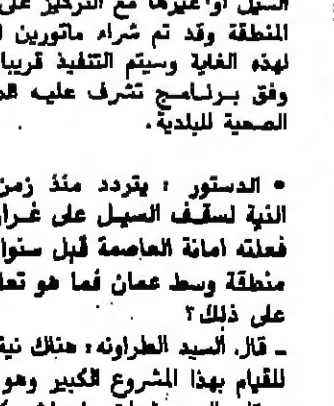 السيل او غيرها مع التركيز على
المنطقة وقد تم شراء ماتورين
لهذه الغاية وسيتم التنفيذ قريبا
وفق برنامج تشرف عليه
الصحية للبلدية.
• الدستور : يتردد منذ زمن
النية لسقف السيل على غرار
فعلته امانة العاصمة قبل سنوا
منطقة وسط عمان فما هو تعل
على ذلك؟
ـ قال السيد الطراونه : هناك نية
للقيام بهذا المشروع الكبير وهو